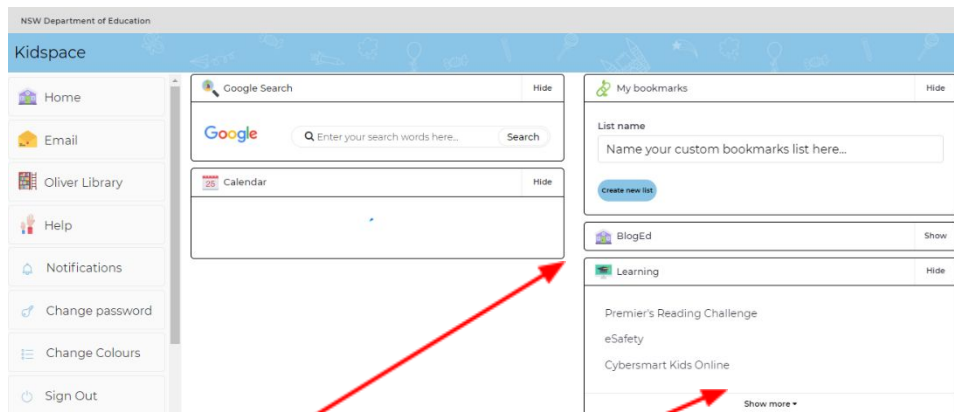 NSW Department of Education
Kidspace
Home
Email
Oliver Library
Help
Notifications
Change password
Change Colours
Sign Out
Google Search Hide
Google Enter your search words here... Search
25 Calendar Hide
My bookmarks Hide
List name
Name your custom bookmarks list here...
Create new list
BlogEd Show
Learning Hide
Premier's Reading Challenge
eSafety
Cybersmart Kids Online
Show more